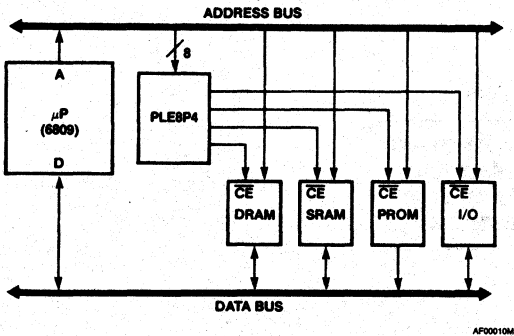 ADDRESS BUS
8
A
μP
(6809)
D
PLE8P4
CE
DRAM
CE
SRAM
CE
PROM
CE
I/O
DATA BUS
AF00010M